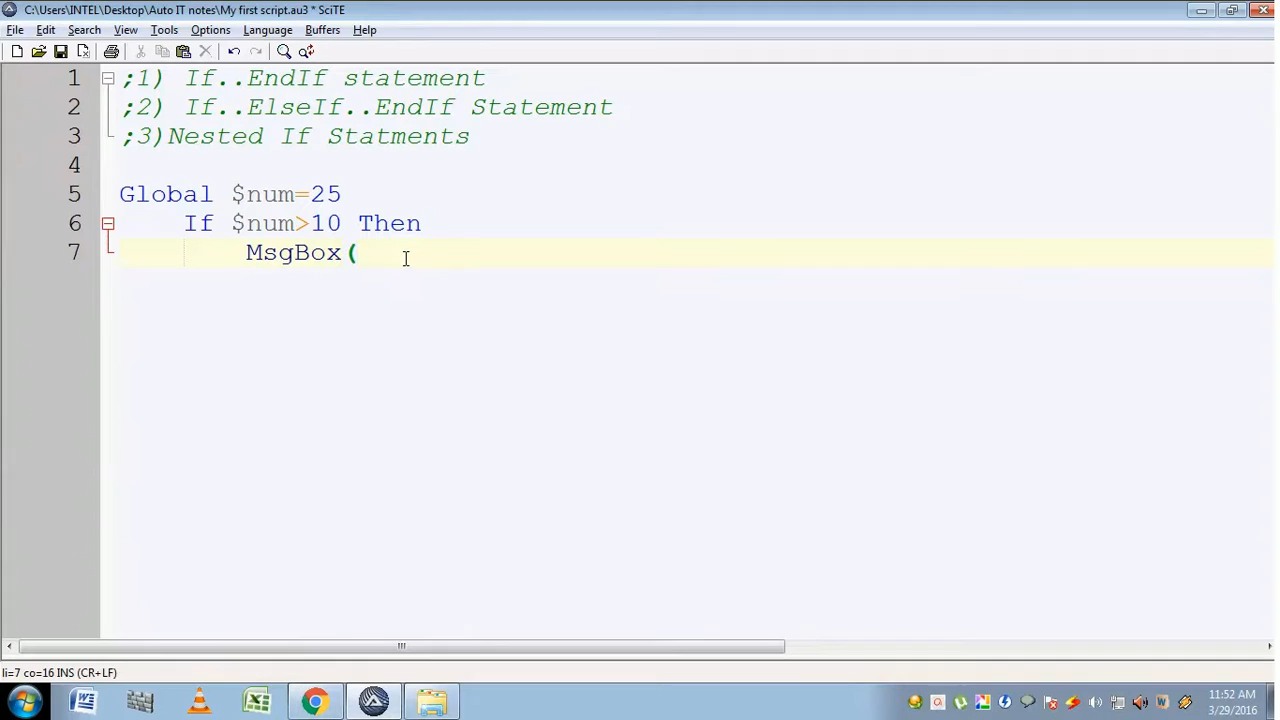 C:\Users\INTEL\Desktop\Auto IT notes\My first script.au3 * SciTE
File Edit Search View Tools Options Language Buffers Help
1 ;1) If..EndIf statement
2 ;2) If..ElseIf..EndIf Statement
3 ;3)Nested If Statments
4
5 Global $num=25
6 If $num>10 Then
7 MsgBox(
li=7 co=16 INS (CR+LF)
11:52 AM
3/29/2016